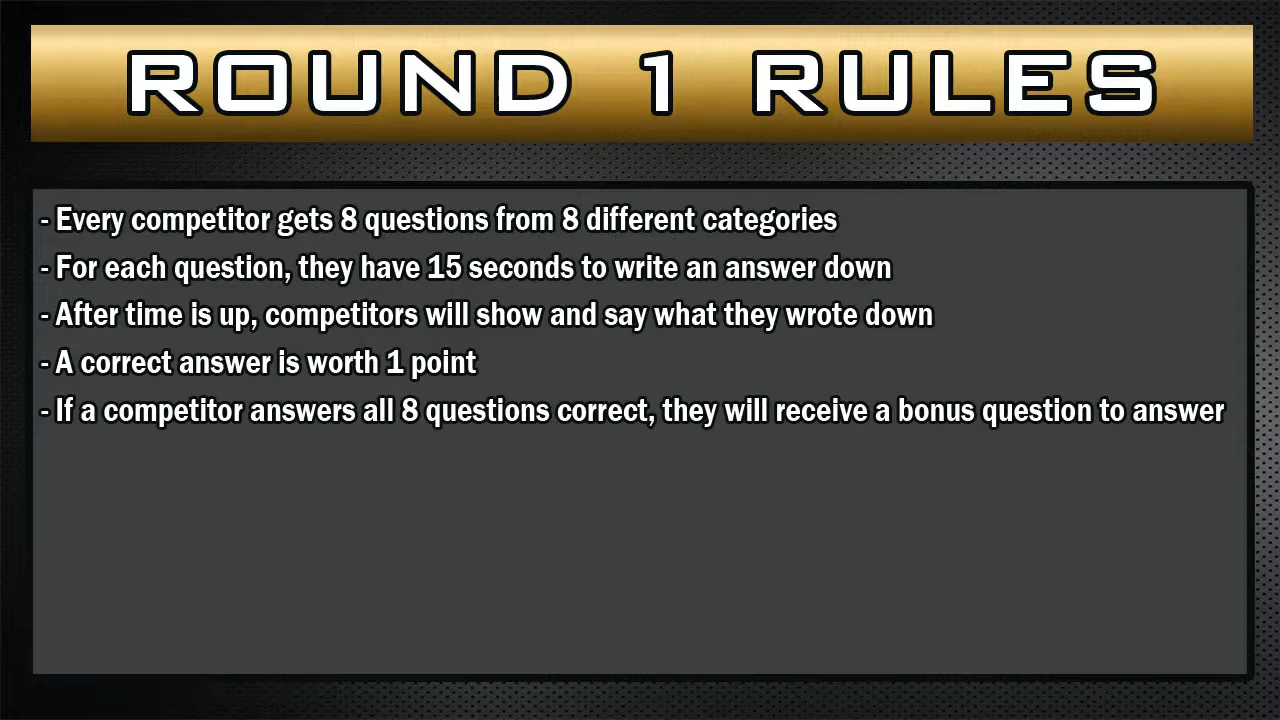 ROUND 1 RULES
- Every competitor gets 8 questions from 8 different categories
- For each question, they have 15 seconds to write an answer down
- After time is up, competitors will show and say what they wrote down
- A correct answer is worth 1 point
- If a competitor answers all 8 questions correct, they will receive a bonus question to answer